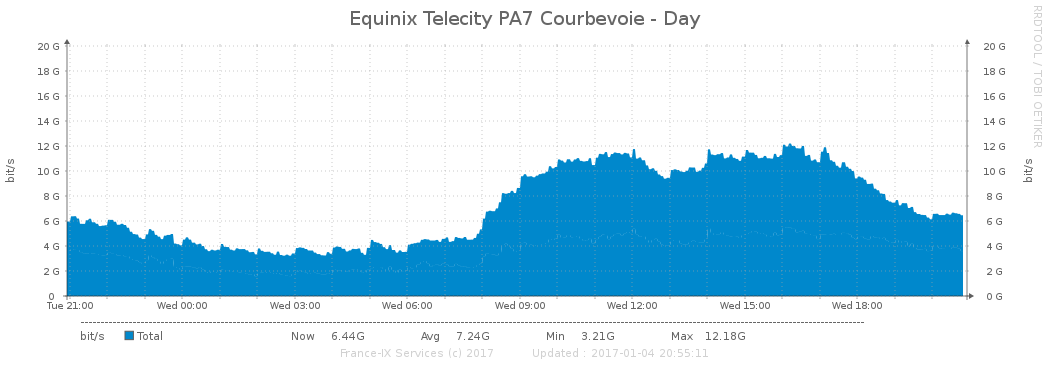 Equinix Telecity PA7 Courbevoie - Day
RRDTOOL / TOBI OETIKER
20 G 20 G
18 G 18 G
16 G 16 G
14 G 14 G
12 G 12 G
10 G 10 G
8 G 8 G
6 G 6 G
4 G 4 G
2 G 2 G
0 0 G
bit/s
bit/s
Tue 21:00 Wed 00:00 Wed 03:00 Wed 06:00 Wed 09:00 Wed 12:00 Wed 15:00 Wed 18:00
bit/s Total Now 6.44G Avg 7.24G Min 3.21G Max 12.18G
France-IX Services (c) 2017 Updated : 2017-01-04 20:55:11